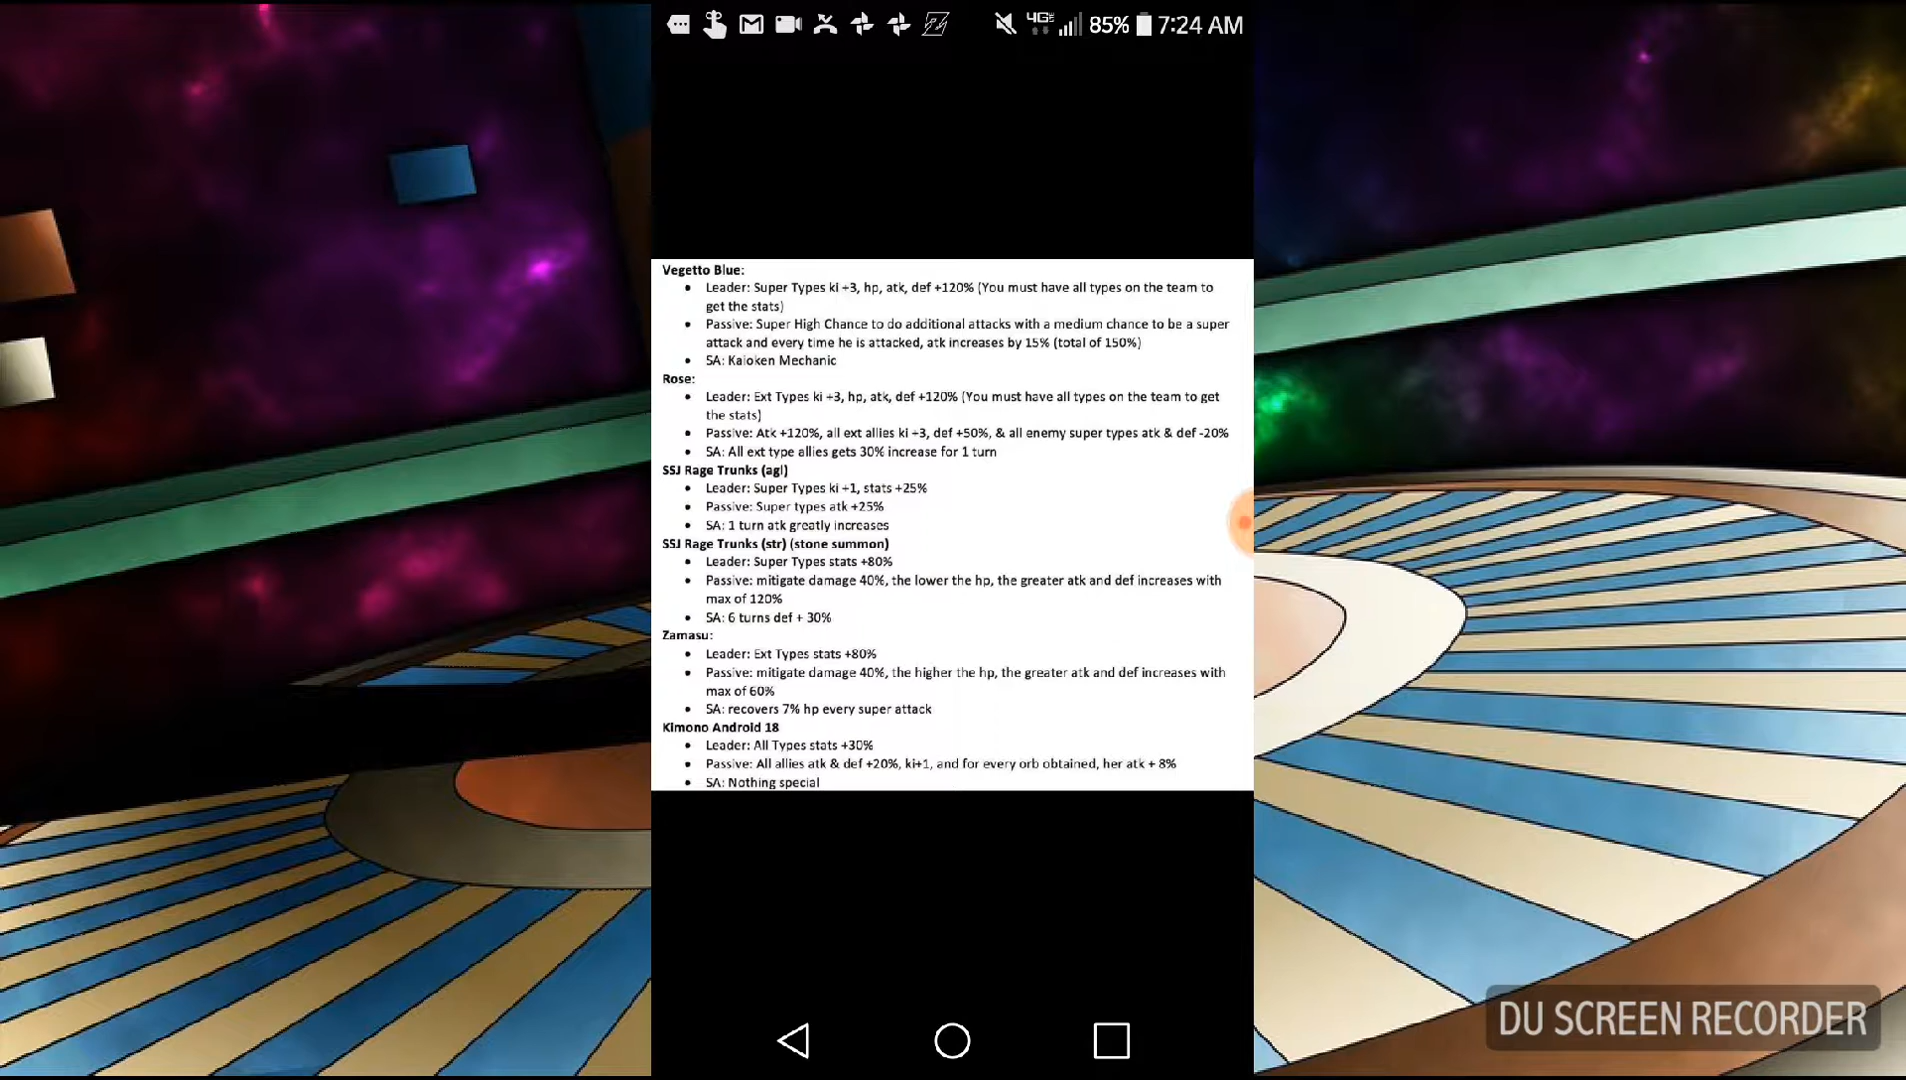 4G 85% 7:24 AM
Vegetto Blue:
• Leader: Super Types ki +3, hp, atk, def +120% (You must have all types on the team to
get the stats)
• Passive: Super High Chance to do additional attacks with a medium chance to be a super
attack and every time he is attacked, atk increases by 15% (total of 150%)
• SA: Kaioken Mechanic
Rose:
• Leader: Ext Types ki +3, hp, atk, def +120% (You must have all types on the team to get
the stats)
• Passive: Atk +120%, all ext allies ki +3, def +50%, & all enemy super types atk & def -20%
• SA: All ext type allies gets 30% increase for 1 turn
SSJ Rage Trunks (agl)
• Leader: Super Types ki +1, stats +25%
• Passive: Super types atk +25%
• SA: 1 turn atk greatly increases
SSJ Rage Trunks (str) (stone summon)
• Leader: Super Types stats +80%
• Passive: mitigate damage 40%, the lower the hp, the greater atk and def increases with
max of 120%
• SA: 6 turns def + 30%
Zamasu:
• Leader: Ext Types stats +80%
• Passive: mitigate damage 40%, the higher the hp, the greater atk and def increases with
max of 60%
• SA: recovers 7% hp every super attack
Kimono Android 18
• Leader: All Types stats +30%
• Passive: All allies atk & def +20%, ki+1, and for every orb obtained, her atk + 8%
• SA: Nothing special
DU SCREEN RECORDER